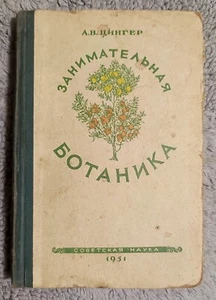 А.В. ЦИНГЕР
ЗАНИМАТЕЛЬНАЯ
БОТАНИКА
СОВЕТСКАЯ НАУКА
1951